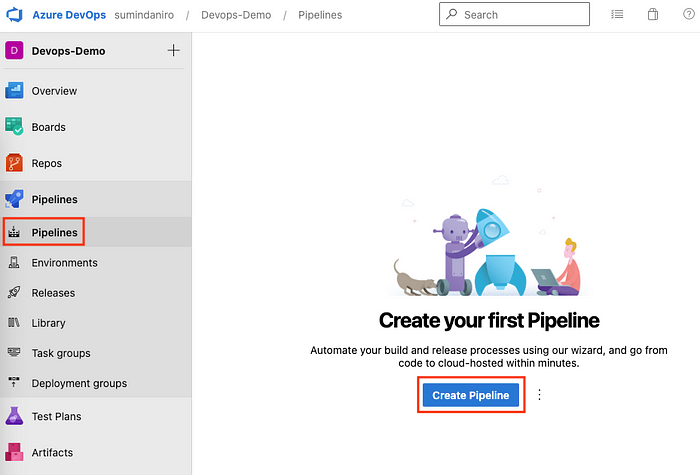 Azure DevOps sumindaniro / Devops-Demo / Pipelines Search
D Devops-Demo
Overview
Boards
Repos
Pipelines
Pipelines
Environments
Releases
Library
Task groups
Deployment groups
Test Plans
Artifacts
Create your first Pipeline
Automate your build and release processes using our wizard, and go from
code to cloud-hosted within minutes.
Create Pipeline